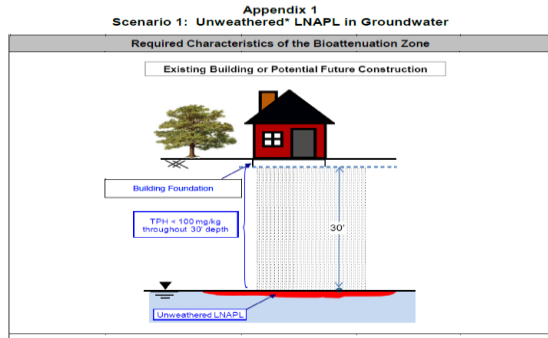 Appendix 1
Scenario 1: Unweathered* LNAPL in Groundwater
Required Characteristics of the Bioattenuation Zone
Existing Building or Potential Future Construction
Building Foundation
TPH < 100 mg/kg
throughout 30' depth
30'
Unweathered LNAPL